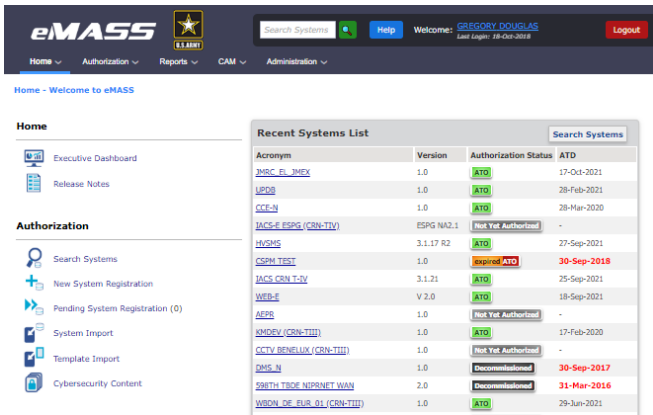 eMASS
U.S.ARMY
Search Systems
Help
Welcome: GREGORY DOUGLAS
Last Login: 18-Oct-2018
Logout
Home Authorization Reports CAM Administration
Home - Welcome to eMASS
Home
Executive Dashboard
Release Notes
Authorization
Search Systems
New System Registration
Pending System Registration (0)
System Import
Template Import
Cybersecurity Content
Recent Systems List Search Systems
Acronym Version Authorization Status ATD
JMRC_EL_JMEX 1.0 ATO 17-Oct-2021
UPDB 1.0 ATO 28-Feb-2021
CCE-N 1.0 ATO 28-Mar-2020
IACS-E ESPG (CRN-TIV) ESPG NA2.1 Not Yet Authorized -
HVSMS 3.1.17 R2 ATO 27-Sep-2021
CSPM TEST 1.0 expired ATO 30-Sep-2018
IACS CRN T-IV 3.1.21 ATO 25-Sep-2021
WEB-E V 2.0 ATO 18-Sep-2021
AEPR 1.0 Not Yet Authorized -
KMDEV (CRN-TIII) 1.0 ATO 17-Feb-2020
CCTV BENELUX (CRN-TIII) 1.0 Not Yet Authorized -
DMS_N 1.0 Decommissioned 30-Sep-2017
598TH TBDE NIPRNET WAN 2.0 Decommissioned 31-Mar-2016
WBDN_DE_EUR_01 (CRN-TIII) 1.0 ATO 29-Jun-2021